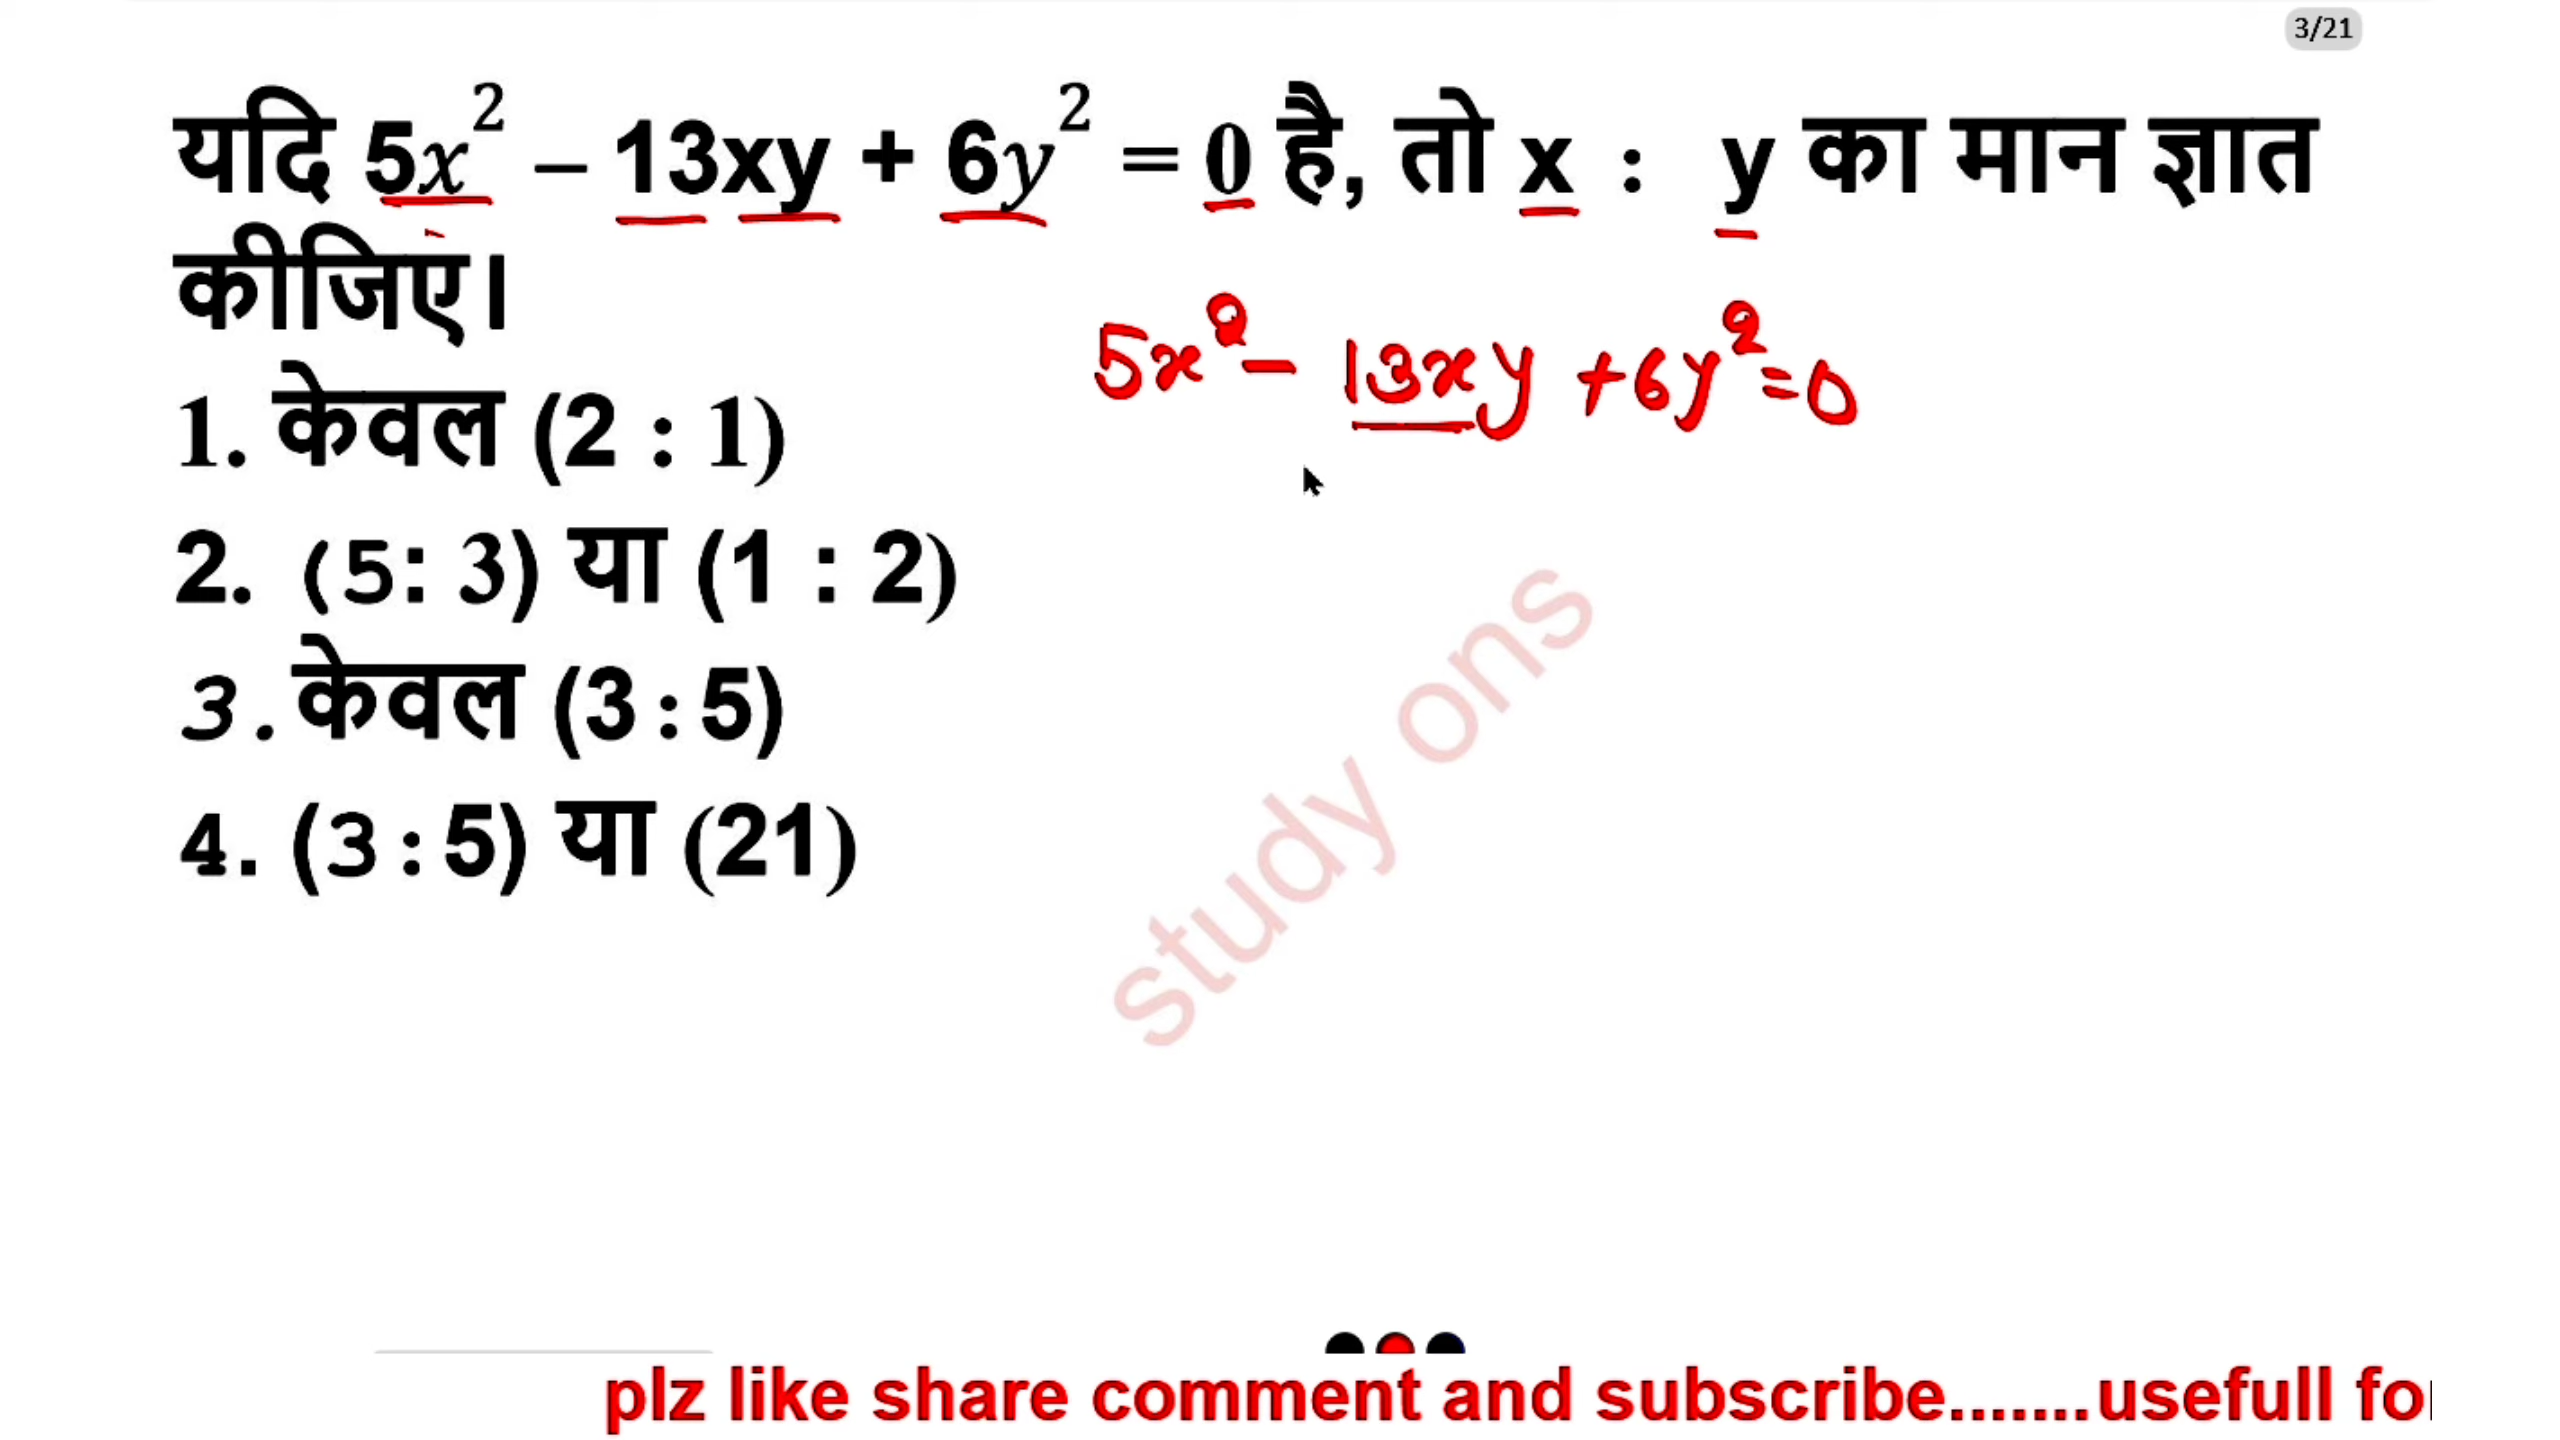 3/21
यदि 5x² – 13xy + 6y² = 0 है, तो x : y का मान ज्ञात
कीजिए।
5x² – 13xy + 6y² = 0
1. केवल (2 : 1)
2. (5: 3) या (1 : 2)
3. केवल (3 : 5)
4. (3 : 5) या (21)
study ons
plz like share comment and subscribe.......usefull fo